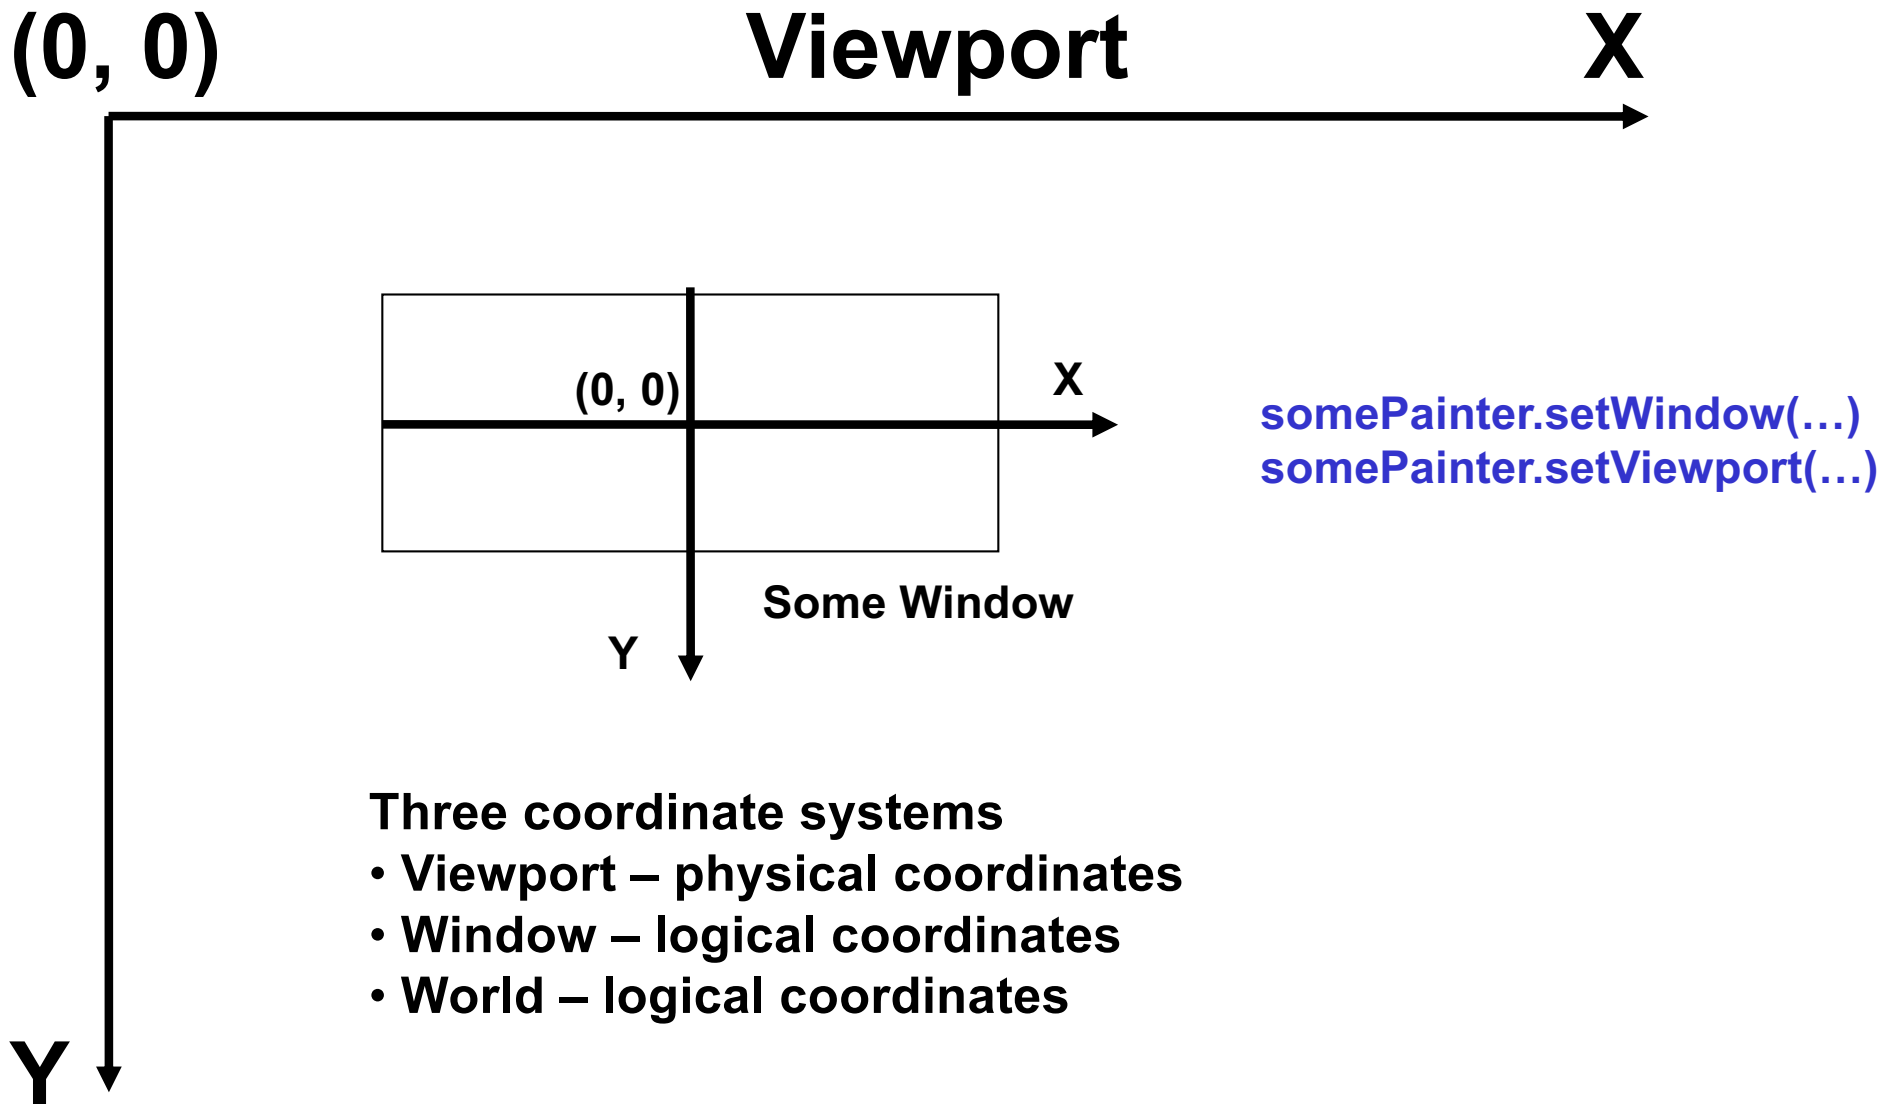 (0, 0) Viewport X
(0, 0)
X
somePainter.setWindow(…)
somePainter.setViewport(…)
Some Window
Y
Three coordinate systems
• Viewport – physical coordinates
• Window – logical coordinates
• World – logical coordinates
Y